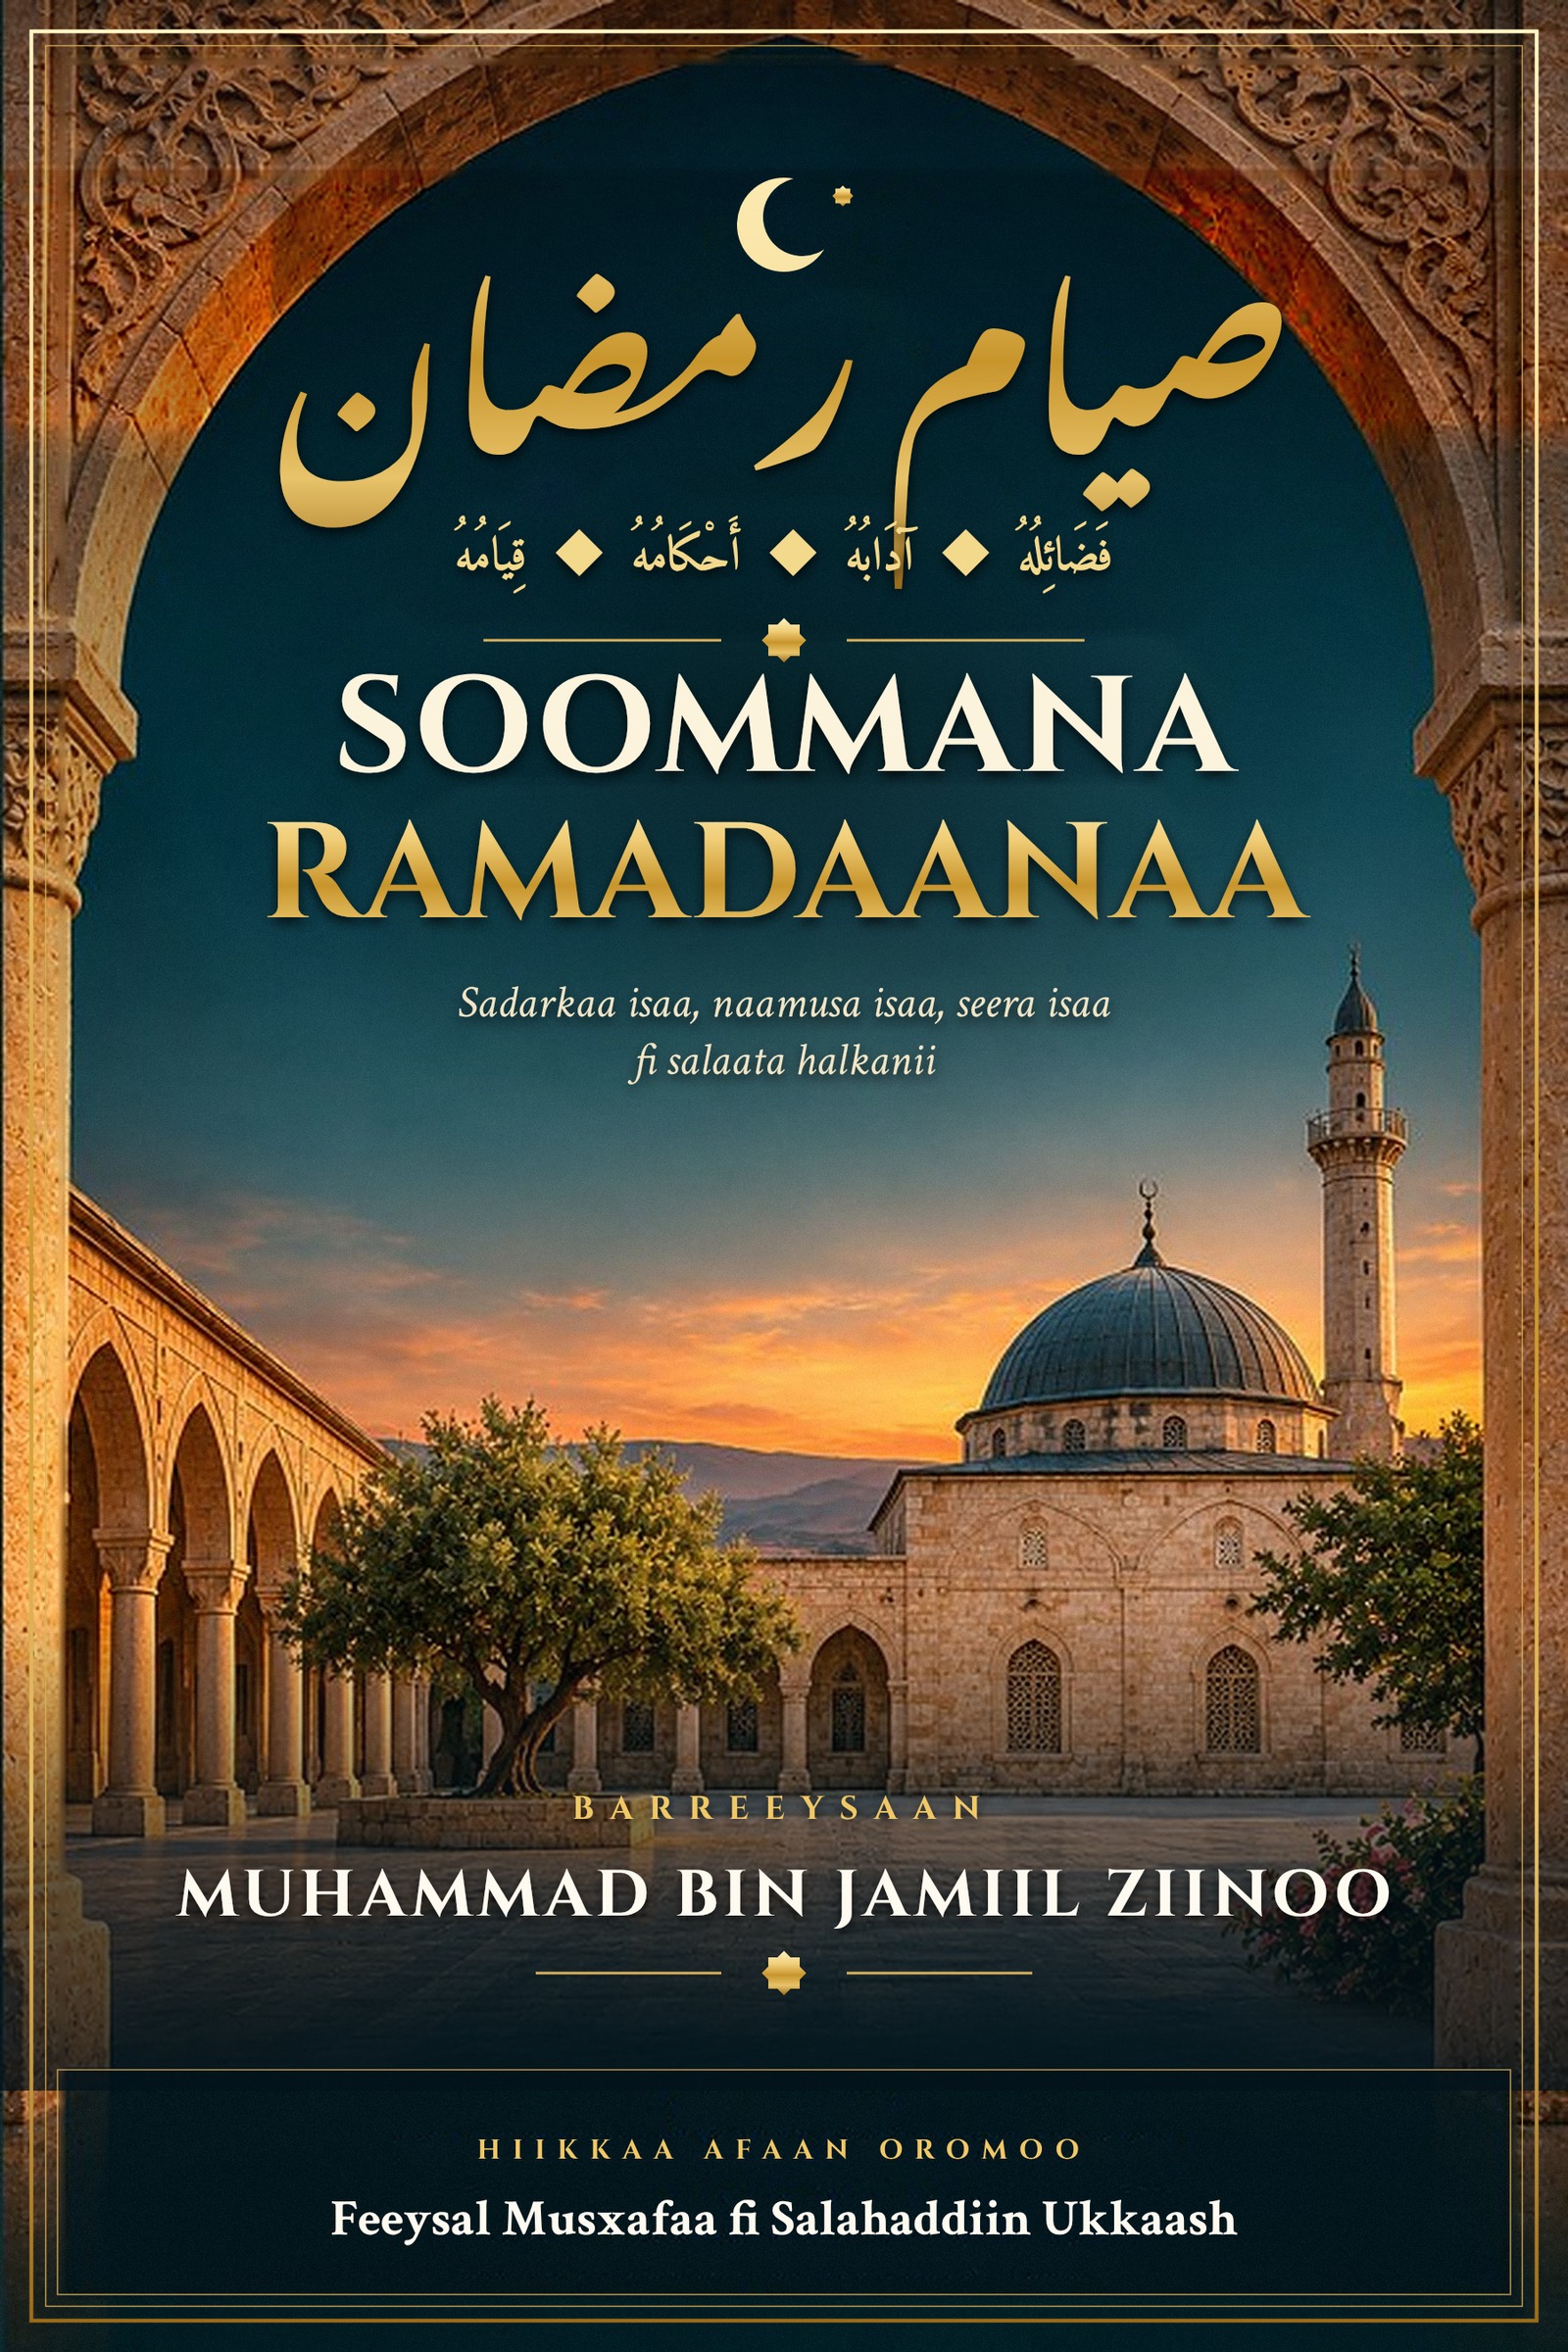 صيام رمضان
فَضَائِلُهُ ◆ آدَابُهُ ◆ أَحْكَامُهُ ◆ قِيَامُهُ
SOOMMANA
RAMADAANAA
Sadarkaa isaa, naamusa isaa, seera isaa
fi salaata halkanii
BARREEYSAAN
MUHAMMAD BIN JAMIIL ZIINOO
HIIKKAA AFAAN OROMOO
Feeysal Musxafaa fi Salahaddiin Ukkaash